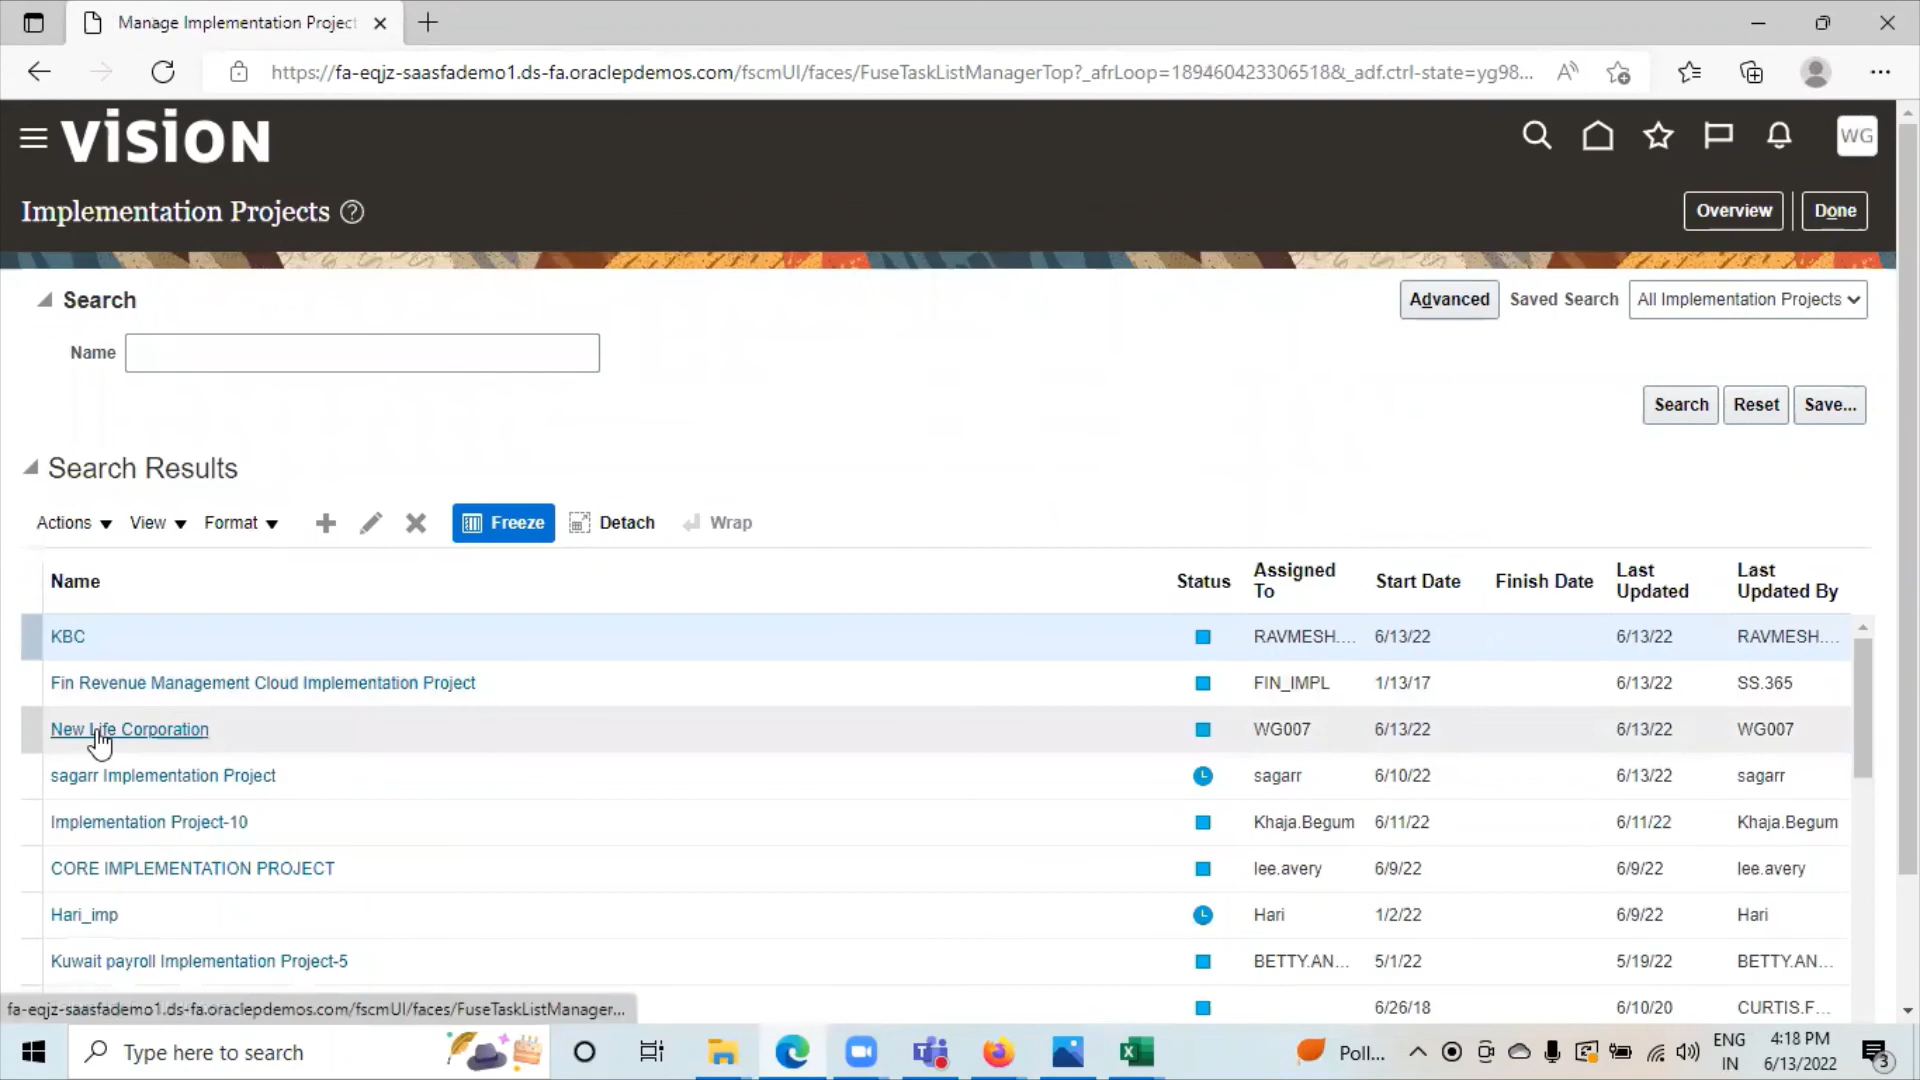 Manage Implementation Project
https://fa-eqjz-saasfademo1.ds-fa.oraclepdemos.com/fscmUI/faces/FuseTaskListManagerTop?_afrLoop=189460423306518&_adf.ctrl-state=yg98...
VISION
WG
Implementation Projects
Overview
Done
Search
Advanced
Saved Search
All Implementation Projects
Name
Search
Reset
Save...
Search Results
Actions View Format Freeze Detach Wrap
Name Status Assigned To Start Date Finish Date Last Updated Last Updated By
KBC RAVMESH.... 6/13/22 6/13/22 RAVMESH....
Fin Revenue Management Cloud Implementation Project FIN_IMPL 1/13/17 6/13/22 SS.365
New Life Corporation WG007 6/13/22 6/13/22 WG007
sagarr Implementation Project sagarr 6/10/22 6/13/22 sagarr
Implementation Project-10 Khaja.Begum 6/11/22 6/11/22 Khaja.Begum
CORE IMPLEMENTATION PROJECT lee.avery 6/9/22 6/9/22 lee.avery
Hari_imp Hari 1/2/22 6/9/22 Hari
Kuwait payroll Implementation Project-5 BETTY.AN... 5/1/22 5/19/22 BETTY.AN...
6/26/18 6/10/20 CURTIS.F...
fa-eqjz-saasfademo1.ds-fa.oraclepdemos.com/fscmUI/faces/FuseTaskListManager...
Type here to search
Poll...
ENG
IN
4:18 PM
6/13/2022
3